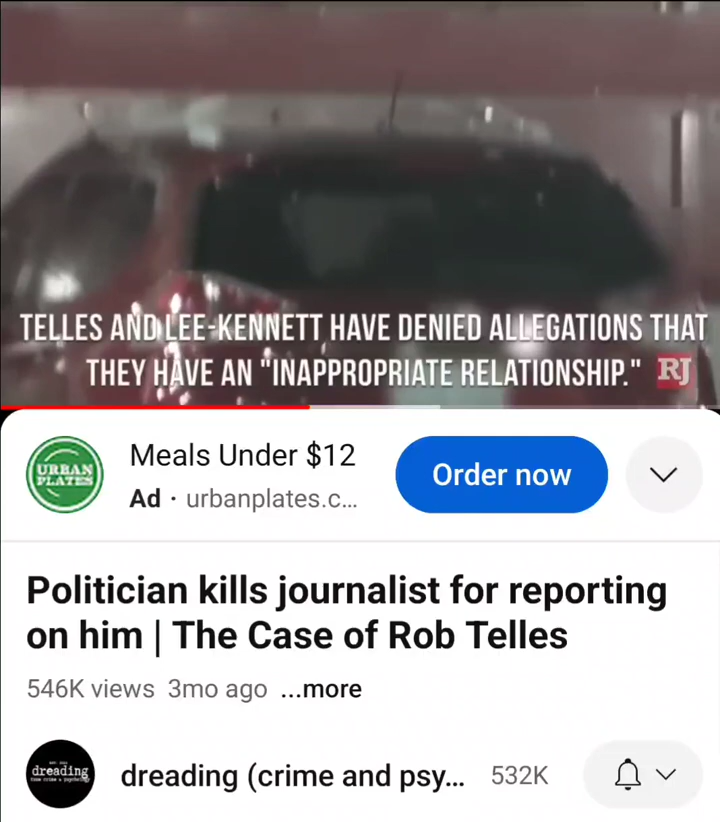 TELLES AND LEE-KENNETT HAVE DENIED ALLEGATIONS THAT
THEY HAVE AN "INAPPROPRIATE RELATIONSHIP." RJ
URBAN
PLATES
Meals Under $12
Order now
Ad · urbanplates.c...
Politician kills journalist for reporting
on him | The Case of Rob Telles
546K views 3mo ago ...more
dreading
dreading (crime and psy... 532K